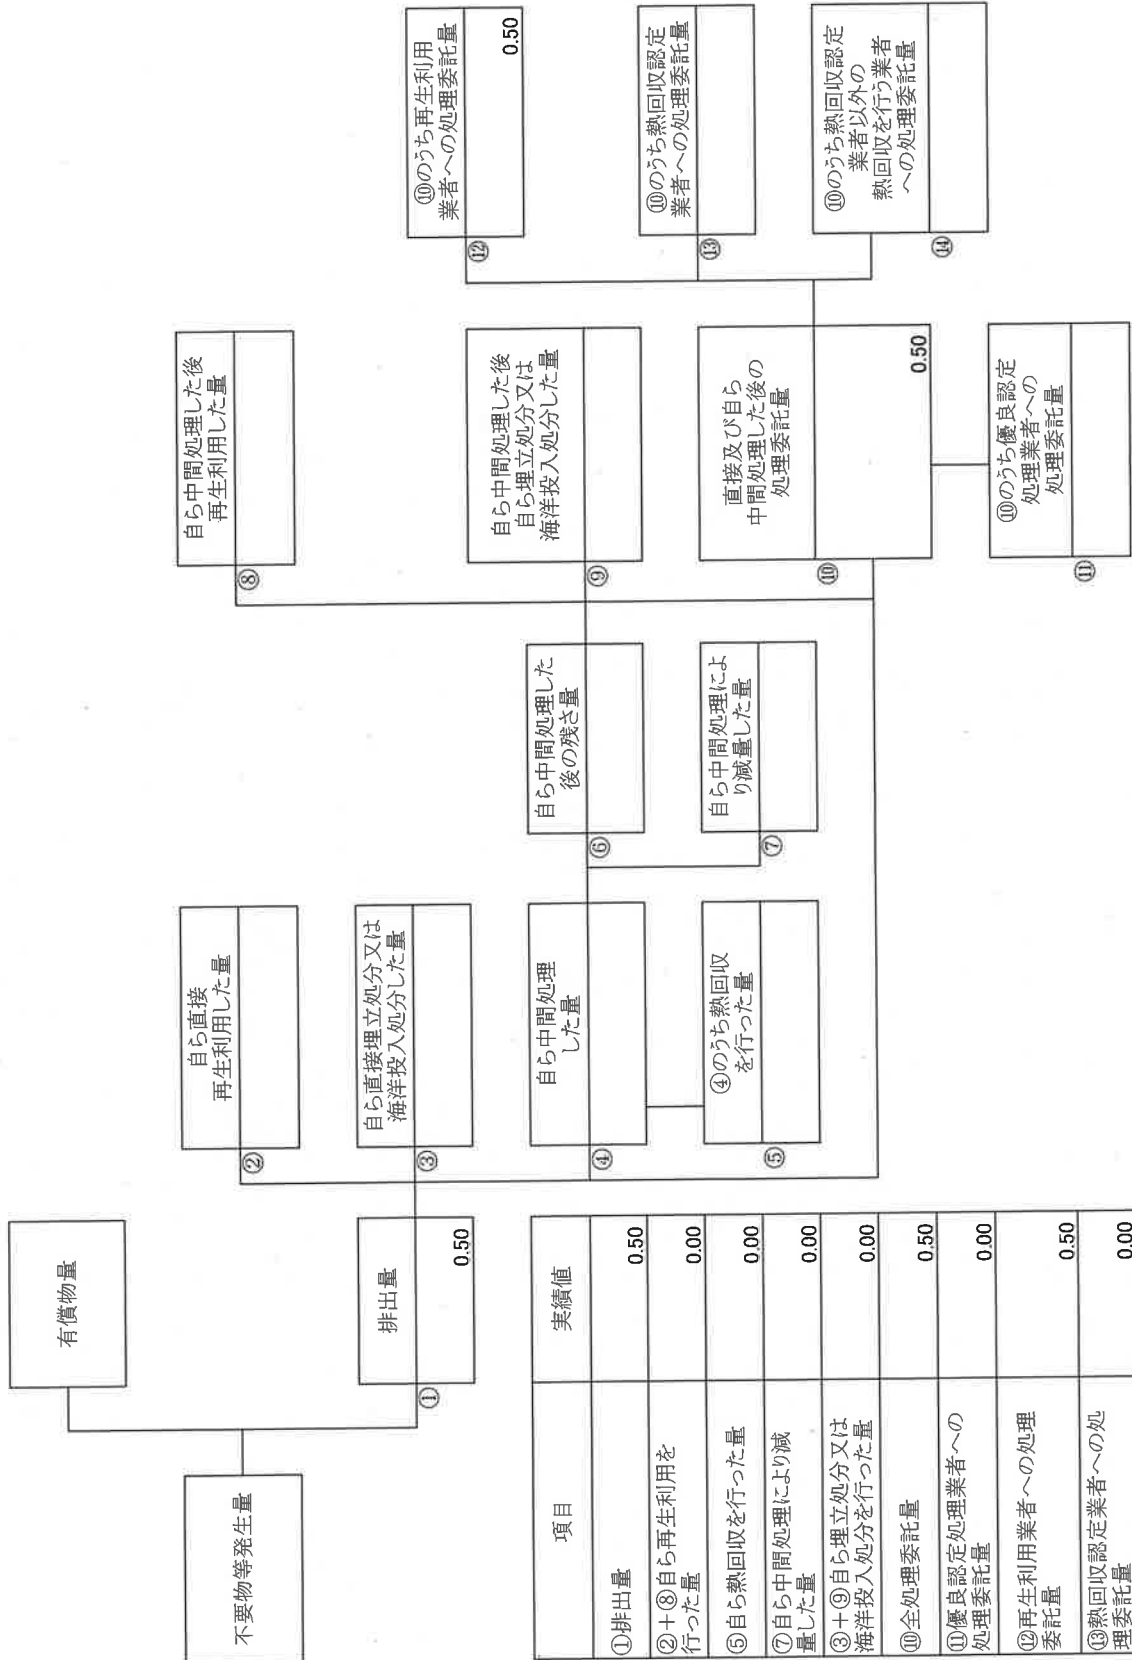 不要物等発生量
有償物量
排出量
①
0.50
自ら直接
再生利用した量
②
自ら直接埋立処分又は
海洋投入処分した量
③
自ら中間処理
した量
④
④のうち熱回収
を行った量
⑤
自ら中間処理した
後の残さ量
⑥
自ら中間処理によ
り減量した量
⑦
自ら中間処理した後
再生利用した量
⑧
自ら中間処理した後
自ら埋立処分又は
海洋投入処分した量
⑨
直接及び自ら
中間処理した後の
処理委託量
⑩
0.50
⑩のうち優良認定
処理業者への
処理委託量
⑪
⑩のうち再生利用
業者への処理委託量
⑫
0.50
⑩のうち熱回収認定
業者への処理委託量
⑬
⑩のうち熱回収認定
業者以外の
熱回収を行う業者
への処理委託量
⑭
項目 実績値
①排出量 0.50
②+⑧自ら再生利用を
行った量 0.00
⑤自ら熱回収を行った量 0.00
⑦自ら中間処理により減
量した量 0.00
③+⑨自ら埋立処分又は
海洋投入処分を行った量 0.00
⑩全処理委託量 0.50
⑪優良認定処理業者への
処理委託量 0.00
⑫再生利用業者への処理
委託量 0.50
⑬熱回収認定業者への処
理委託量 0.00